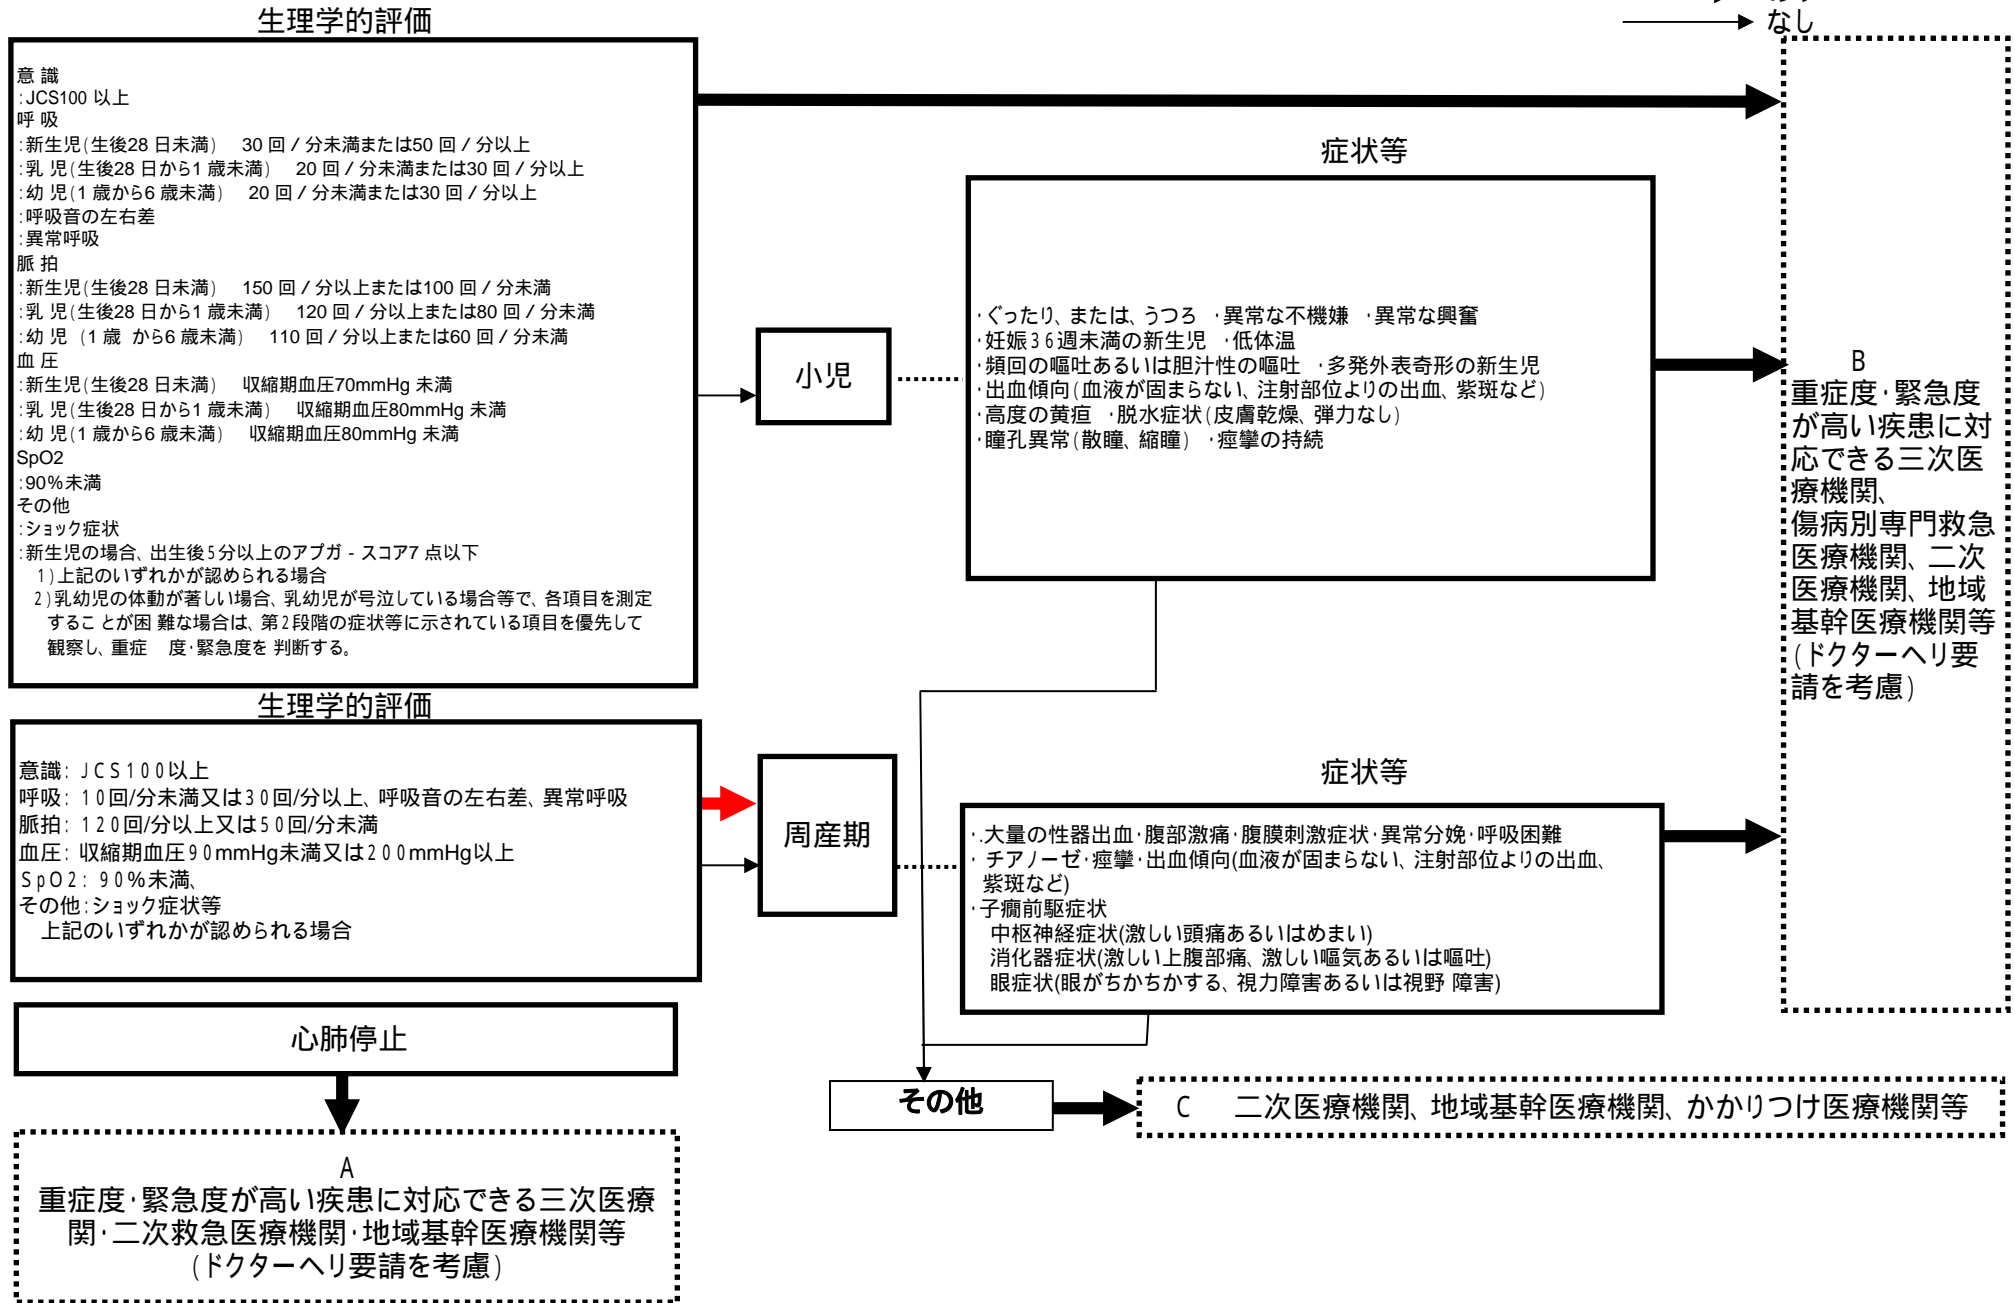 なし
生理学的評価
意 識
:JCS100 以上
呼 吸
:新生児(生後28 日未満) 30 回 / 分未満または50 回 / 分以上
:乳 児(生後28 日から1 歳未満) 20 回 / 分未満または30 回 / 分以上
:幼 児(1 歳から6 歳未満) 20 回 / 分未満または30 回 / 分以上
:呼吸音の左右差
:異常呼吸
脈 拍
:新生児(生後28 日未満) 150 回 / 分以上または100 回 / 分未満
:乳 児(生後28 日から1 歳未満) 120 回 / 分以上または80 回 / 分未満
:幼 児 (1 歳 から6 歳未満) 110 回 / 分以上または60 回 / 分未満
血 圧
:新生児(生後28 日未満) 収縮期血圧70mmHg 未満
:乳 児(生後28 日から1 歳未満) 収縮期血圧80mmHg 未満
:幼 児(1 歳から6 歳未満) 収縮期血圧80mmHg 未満
SpO2
:90%未満
その他
:ショック症状
:新生児の場合、出生後5分以上のアプガ - スコア7 点以下
1)上記のいずれかが認められる場合
2)乳幼児の体動が著しい場合、乳幼児が号泣している場合等で、各項目を測定
するこ とが困 難な場合は、第2段階の症状等に示されている項目を優先して
観察し、重症 度・緊急度を 判断する。
小児
症状等
・ぐったり、または、うつろ ・異常な不機嫌 ・異常な興奮
・妊娠36週未満の新生児 ・低体温
・頻回の嘔吐あるいは胆汁性の嘔吐 ・多発外表奇形の新生児
・出血傾向(血液が固まらない、注射部位よりの出血、紫斑など)
・高度の黄疸 ・脱水症状(皮膚乾燥、弾力なし)
・瞳孔異常(散瞳、縮瞳) ・痙攣の持続
B
重症度・緊急度
が高い疾患に対
応できる三次医
療機関、
傷病別専門救急
医療機関、二次
医療機関、地域
基幹医療機関等
(ドクターヘリ要
請を考慮)
生理学的評価
意識: JCS100以上
呼吸: 10回/分未満又は30回/分以上、呼吸音の左右差、異常呼吸
脈拍: 120回/分以上又は50回/分未満
血圧: 収縮期血圧90mmHg未満又は200mmHg以上
SpO2: 90%未満、
その他:ショック症状等
上記のいずれかが認められる場合
周産期
症状等
・.大量の性器出血・腹部激痛・腹膜刺激症状・異常分娩・呼吸困難
・ チアノーゼ・痙攣・出血傾向(血液が固まらない、注射部位よりの出血、
紫斑など)
・子癇前駆症状
中枢神経症状(激しい頭痛あるいはめまい)
消化器症状(激しい上腹部痛、激しい嘔気あるいは嘔吐)
眼症状(眼がちかちかする、視力障害あるいは視野 障害)
心肺停止
その他
C 二次医療機関、地域基幹医療機関、かかりつけ医療機関等
A
重症度・緊急度が高い疾患に対応できる三次医療
関・二次救急医療機関・地域基幹医療機関等
(ドクターヘリ要請を考慮)